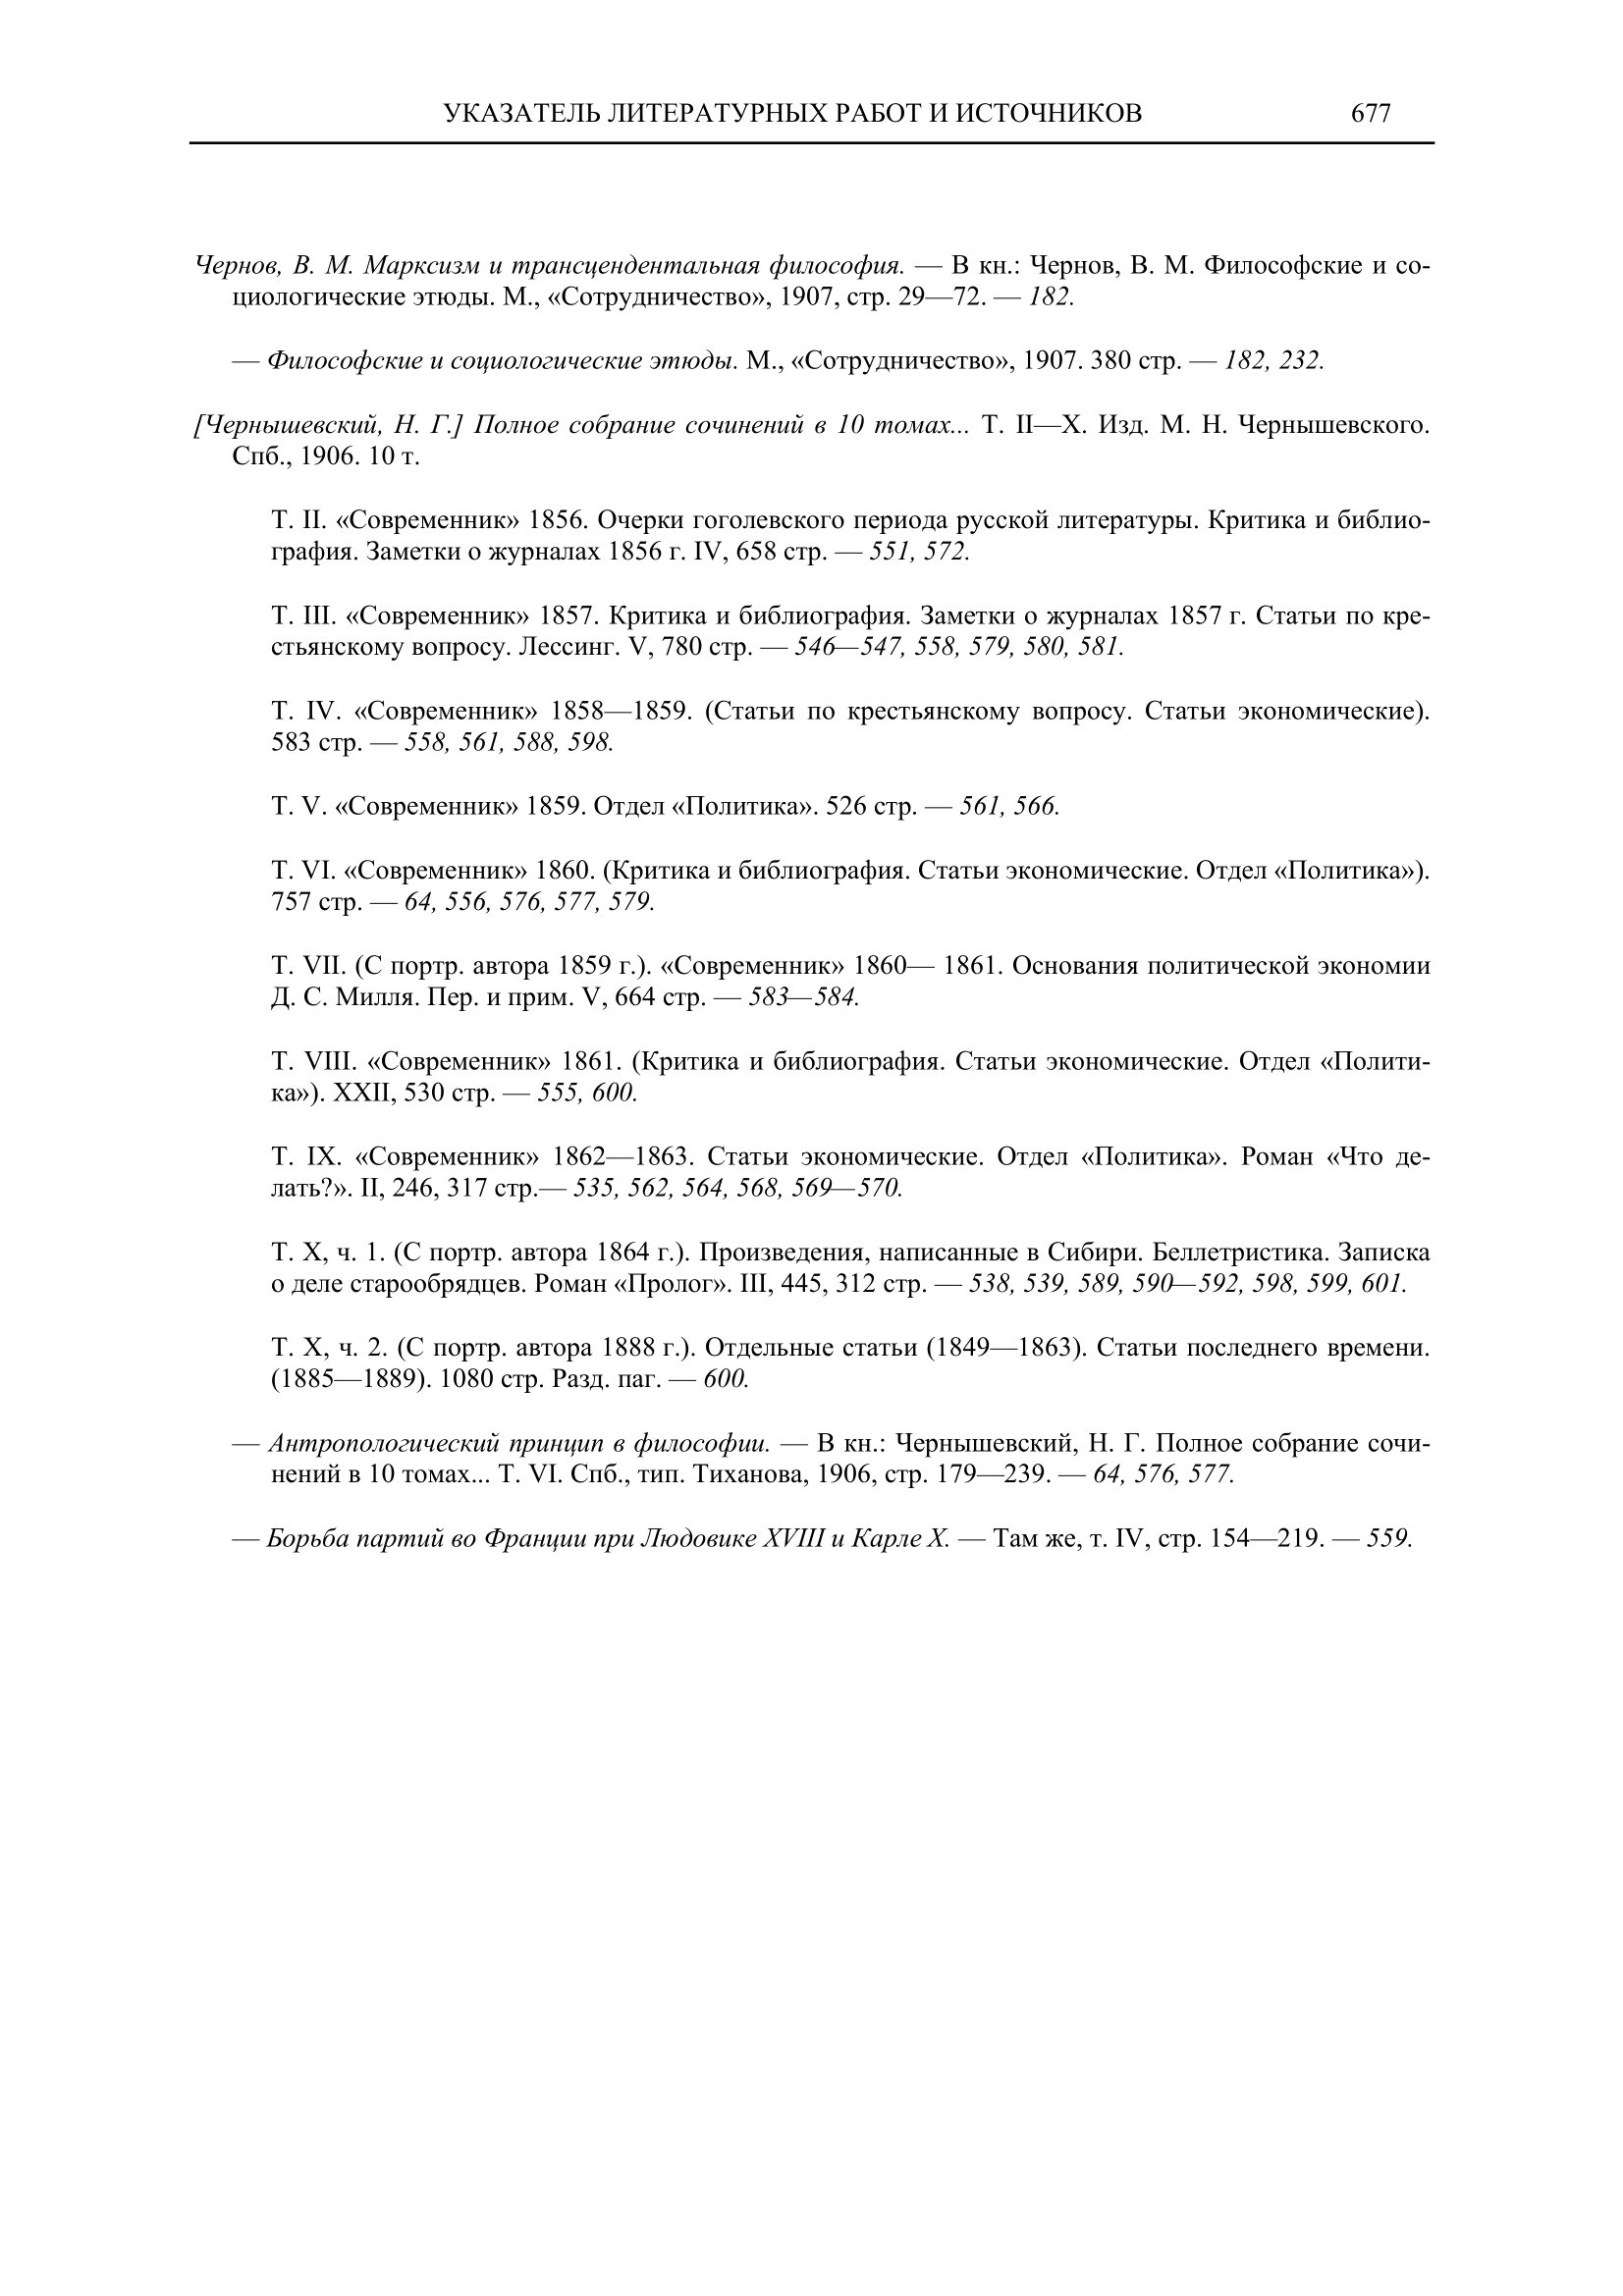 УКАЗАТЕЛЬ ЛИТЕРАТУРНЫХ РАБОТ И ИСТОЧНИКОВ 677
Чернов, В. М. Марксизм и трансцендентальная философия. — В кн.: Чернов, В. М. Философские и со-
циологические этюды. М., «Сотрудничество», 1907, стр. 29—72. — 182.
— Философские и социологические этюды. М., «Сотрудничество», 1907. 380 стр. — 182, 232.
[Чернышевский, Н. Г.] Полное собрание сочинений в 10 томах... Т. II—X. Изд. М. Н. Чернышевского.
Спб., 1906. 10 т.
Т. II. «Современник» 1856. Очерки гоголевского периода русской литературы. Критика и библио-
графия. Заметки о журналах 1856 г. IV, 658 стр. — 551, 572.
Т. III. «Современник» 1857. Критика и библиография. Заметки о журналах 1857 г. Статьи по кре-
стьянскому вопросу. Лессинг. V, 780 стр. — 546—547, 558, 579, 580, 581.
Т. IV. «Современник» 1858—1859. (Статьи по крестьянскому вопросу. Статьи экономические).
583 стр. — 558, 561, 588, 598.
Т. V. «Современник» 1859. Отдел «Политика». 526 стр. — 561, 566.
Т. VI. «Современник» 1860. (Критика и библиография. Статьи экономические. Отдел «Политика»).
757 стр. — 64, 556, 576, 577, 579.
Т. VII. (С портр. автора 1859 г.). «Современник» 1860— 1861. Основания политической экономии
Д. С. Милля. Пер. и прим. V, 664 стр. — 583—584.
Т. VIII. «Современник» 1861. (Критика и библиография. Статьи экономические. Отдел «Полити-
ка»). XXII, 530 стр. — 555, 600.
Т. IX. «Современник» 1862—1863. Статьи экономические. Отдел «Политика». Роман «Что де-
лать?». II, 246, 317 стр.— 535, 562, 564, 568, 569—570.
Т. X, ч. 1. (С портр. автора 1864 г.). Произведения, написанные в Сибири. Беллетристика. Записка
о деле старообрядцев. Роман «Пролог». III, 445, 312 стр. — 538, 539, 589, 590—592, 598, 599, 601.
Т. X, ч. 2. (С портр. автора 1888 г.). Отдельные статьи (1849—1863). Статьи последнего времени.
(1885—1889). 1080 стр. Разд. паг. — 600.
— Антропологический принцип в философии. — В кн.: Чернышевский, Н. Г. Полное собрание сочи-
нений в 10 томах... Т. VI. Спб., тип. Тиханова, 1906, стр. 179—239. — 64, 576, 577.
— Борьба партий во Франции при Людовике XVIII и Карле X. — Там же, т. IV, стр. 154—219. — 559.